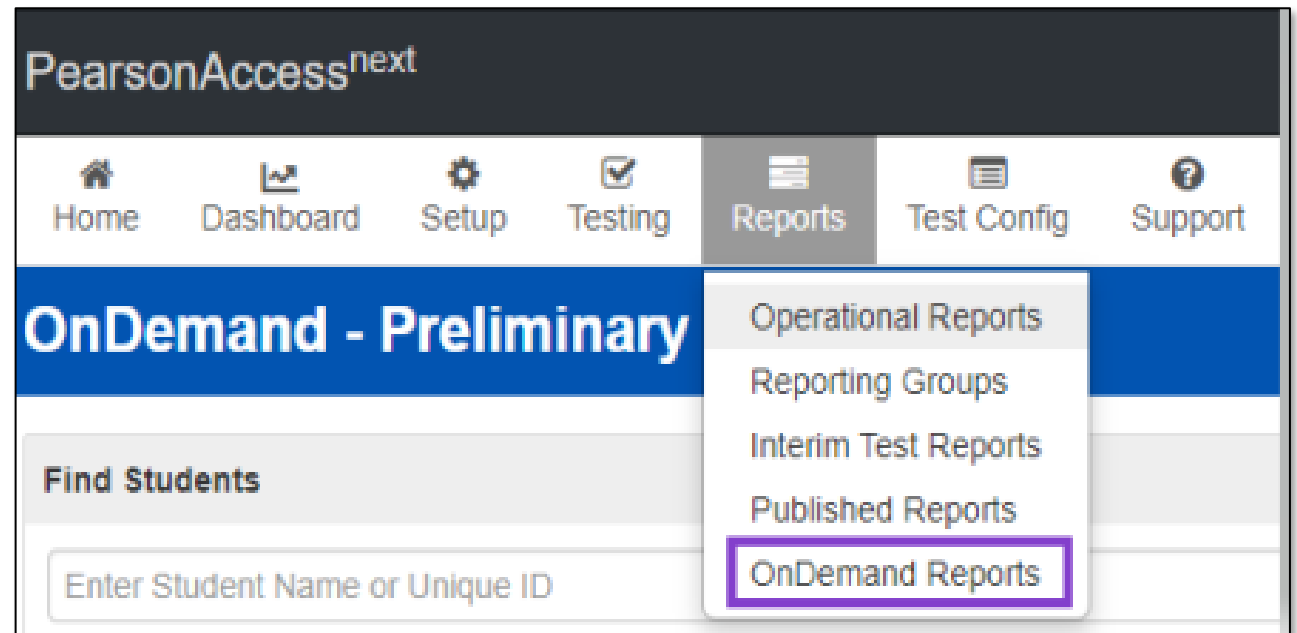 PearsonAccessnext
Home
Dashboard
Setup
Testing
Reports
Test Config
Support
OnDemand - Preliminary
Operational Reports
Reporting Groups
Interim Test Reports
Published Reports
OnDemand Reports
Find Students
Enter Student Name or Unique ID